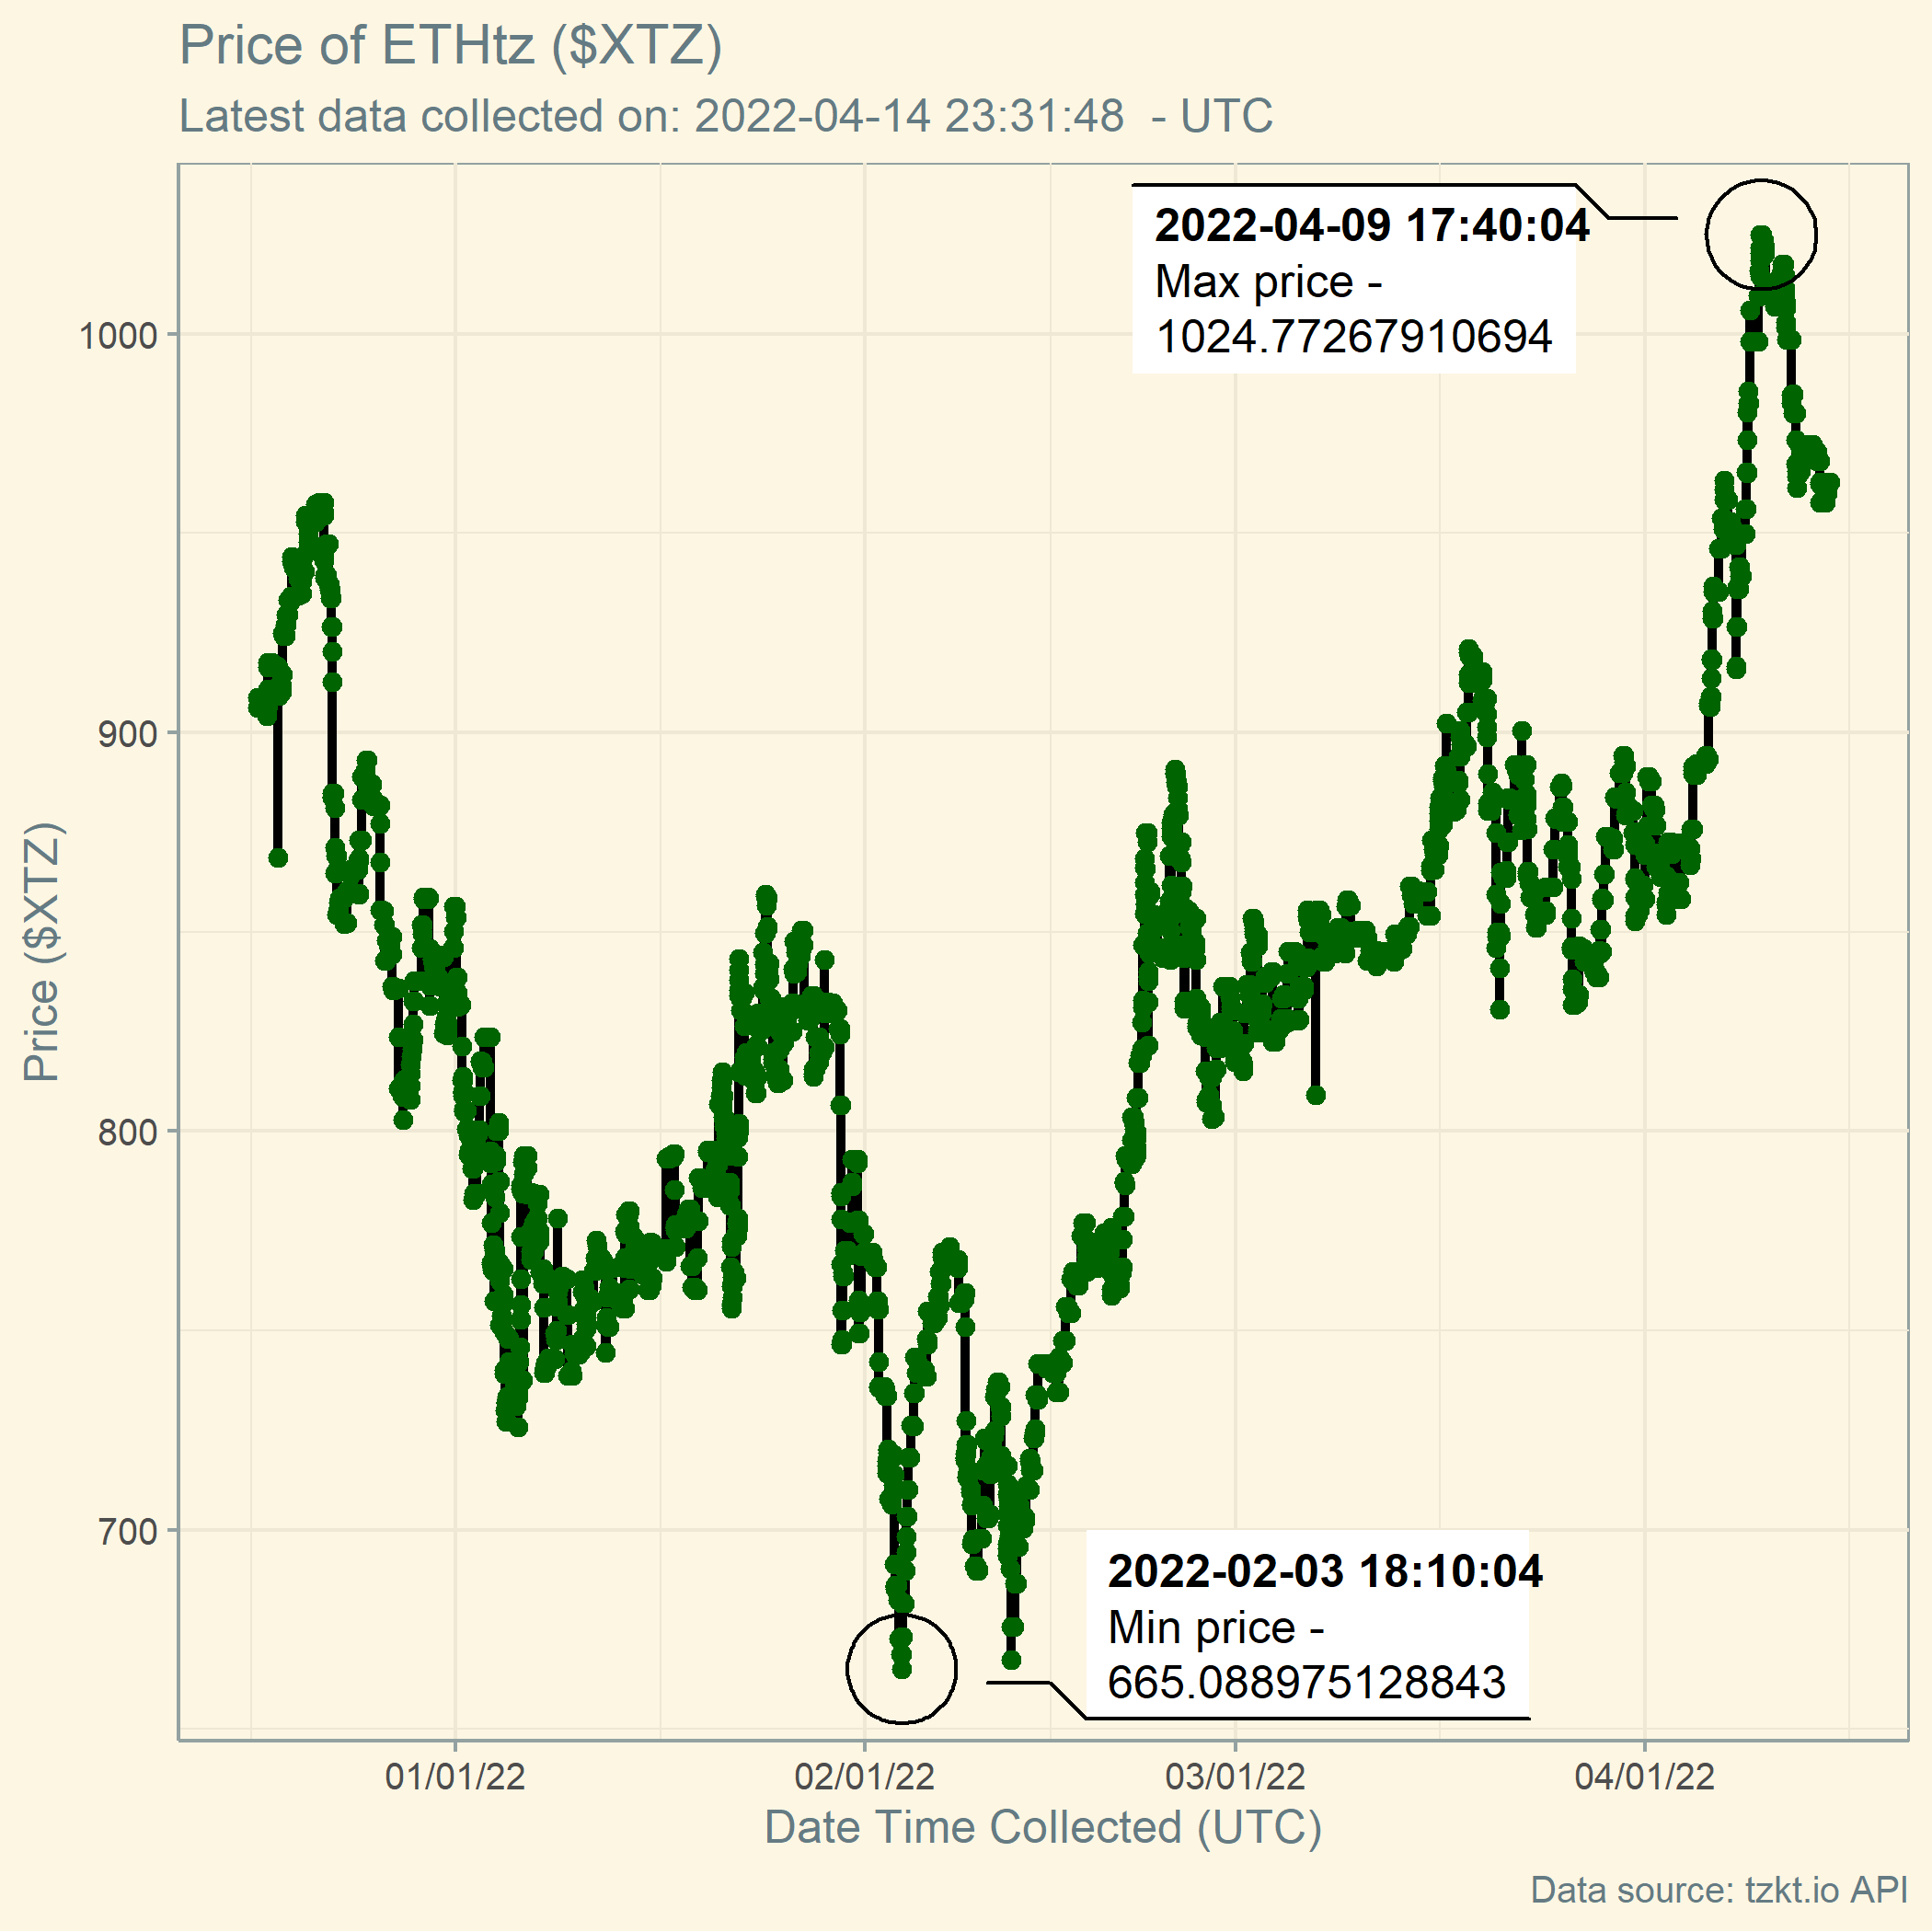 Price of ETHtz ($XTZ)
Latest data collected on: 2022-04-14 23:31:48  - UTC
2022-04-09 17:40:04
Max price -
1024.77267910694
1000
900
800
700
Price ($XTZ)
2022-02-03 18:10:04
Min price -
665.088975128843
01/01/22
02/01/22
03/01/22
04/01/22
Date Time Collected (UTC)
Data source: tzkt.io API